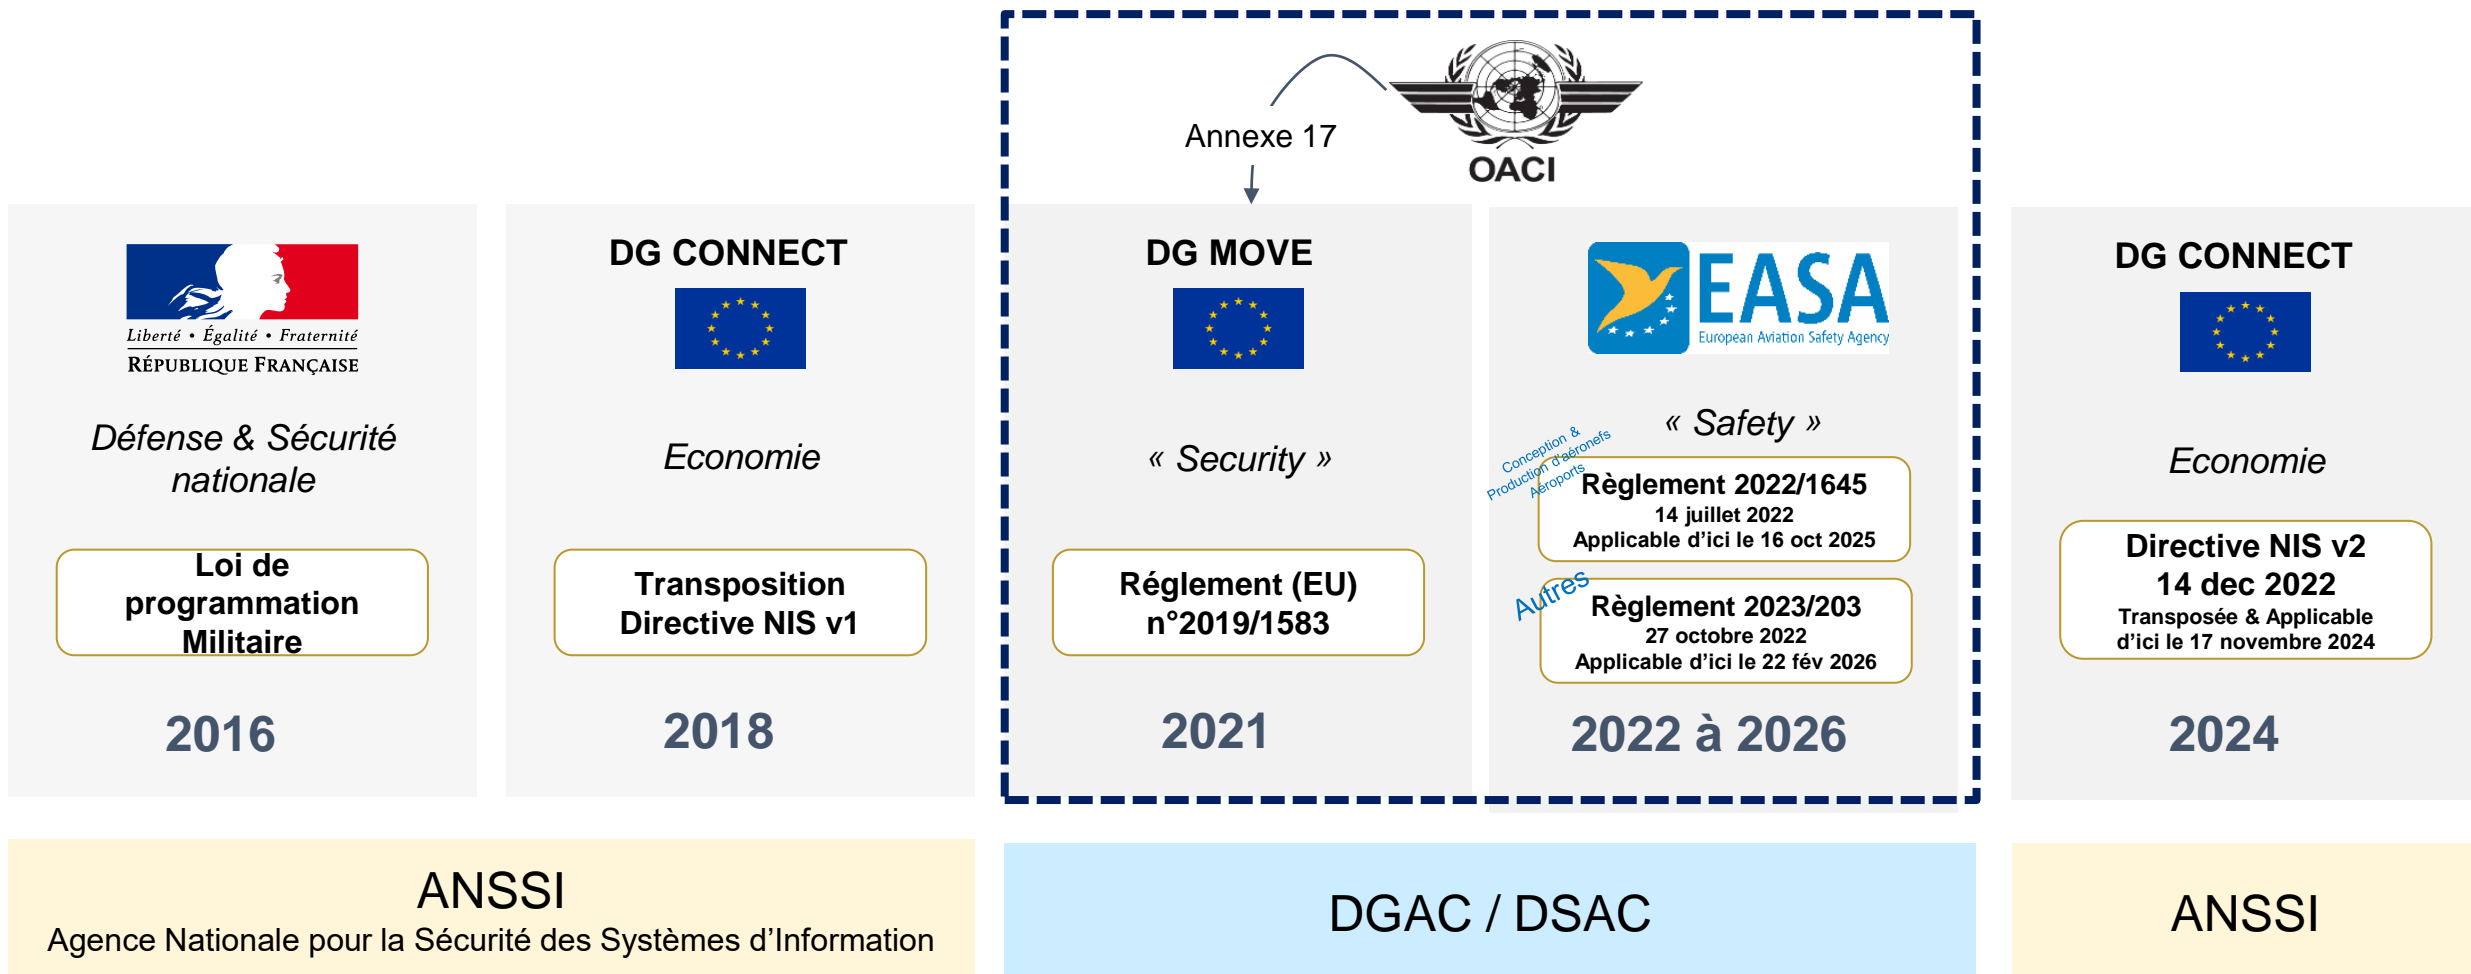 OACI
Annexe 17
Liberté • Égalité • Fraternité
RÉPUBLIQUE FRANÇAISE
Défense & Sécurité
nationale
Loi de
programmation
Militaire
2016
DG CONNECT
Economie
Transposition
Directive NIS v1
2018
DG MOVE
« Security »
Réglement (EU)
n°2019/1583
2021
EASA
European Aviation Safety Agency
« Safety »
Conception &
Production d'aéronefs
Aéroports
Règlement 2022/1645
14 juillet 2022
Applicable d’ici le 16 oct 2025
Autres
Règlement 2023/203
27 octobre 2022
Applicable d’ici le 22 fév 2026
2022 à 2026
DG CONNECT
Economie
Directive NIS v2
14 dec 2022
Transposée & Applicable
d’ici le 17 novembre 2024
2024
ANSSI
Agence Nationale pour la Sécurité des Systèmes d’Information
DGAC / DSAC
ANSSI